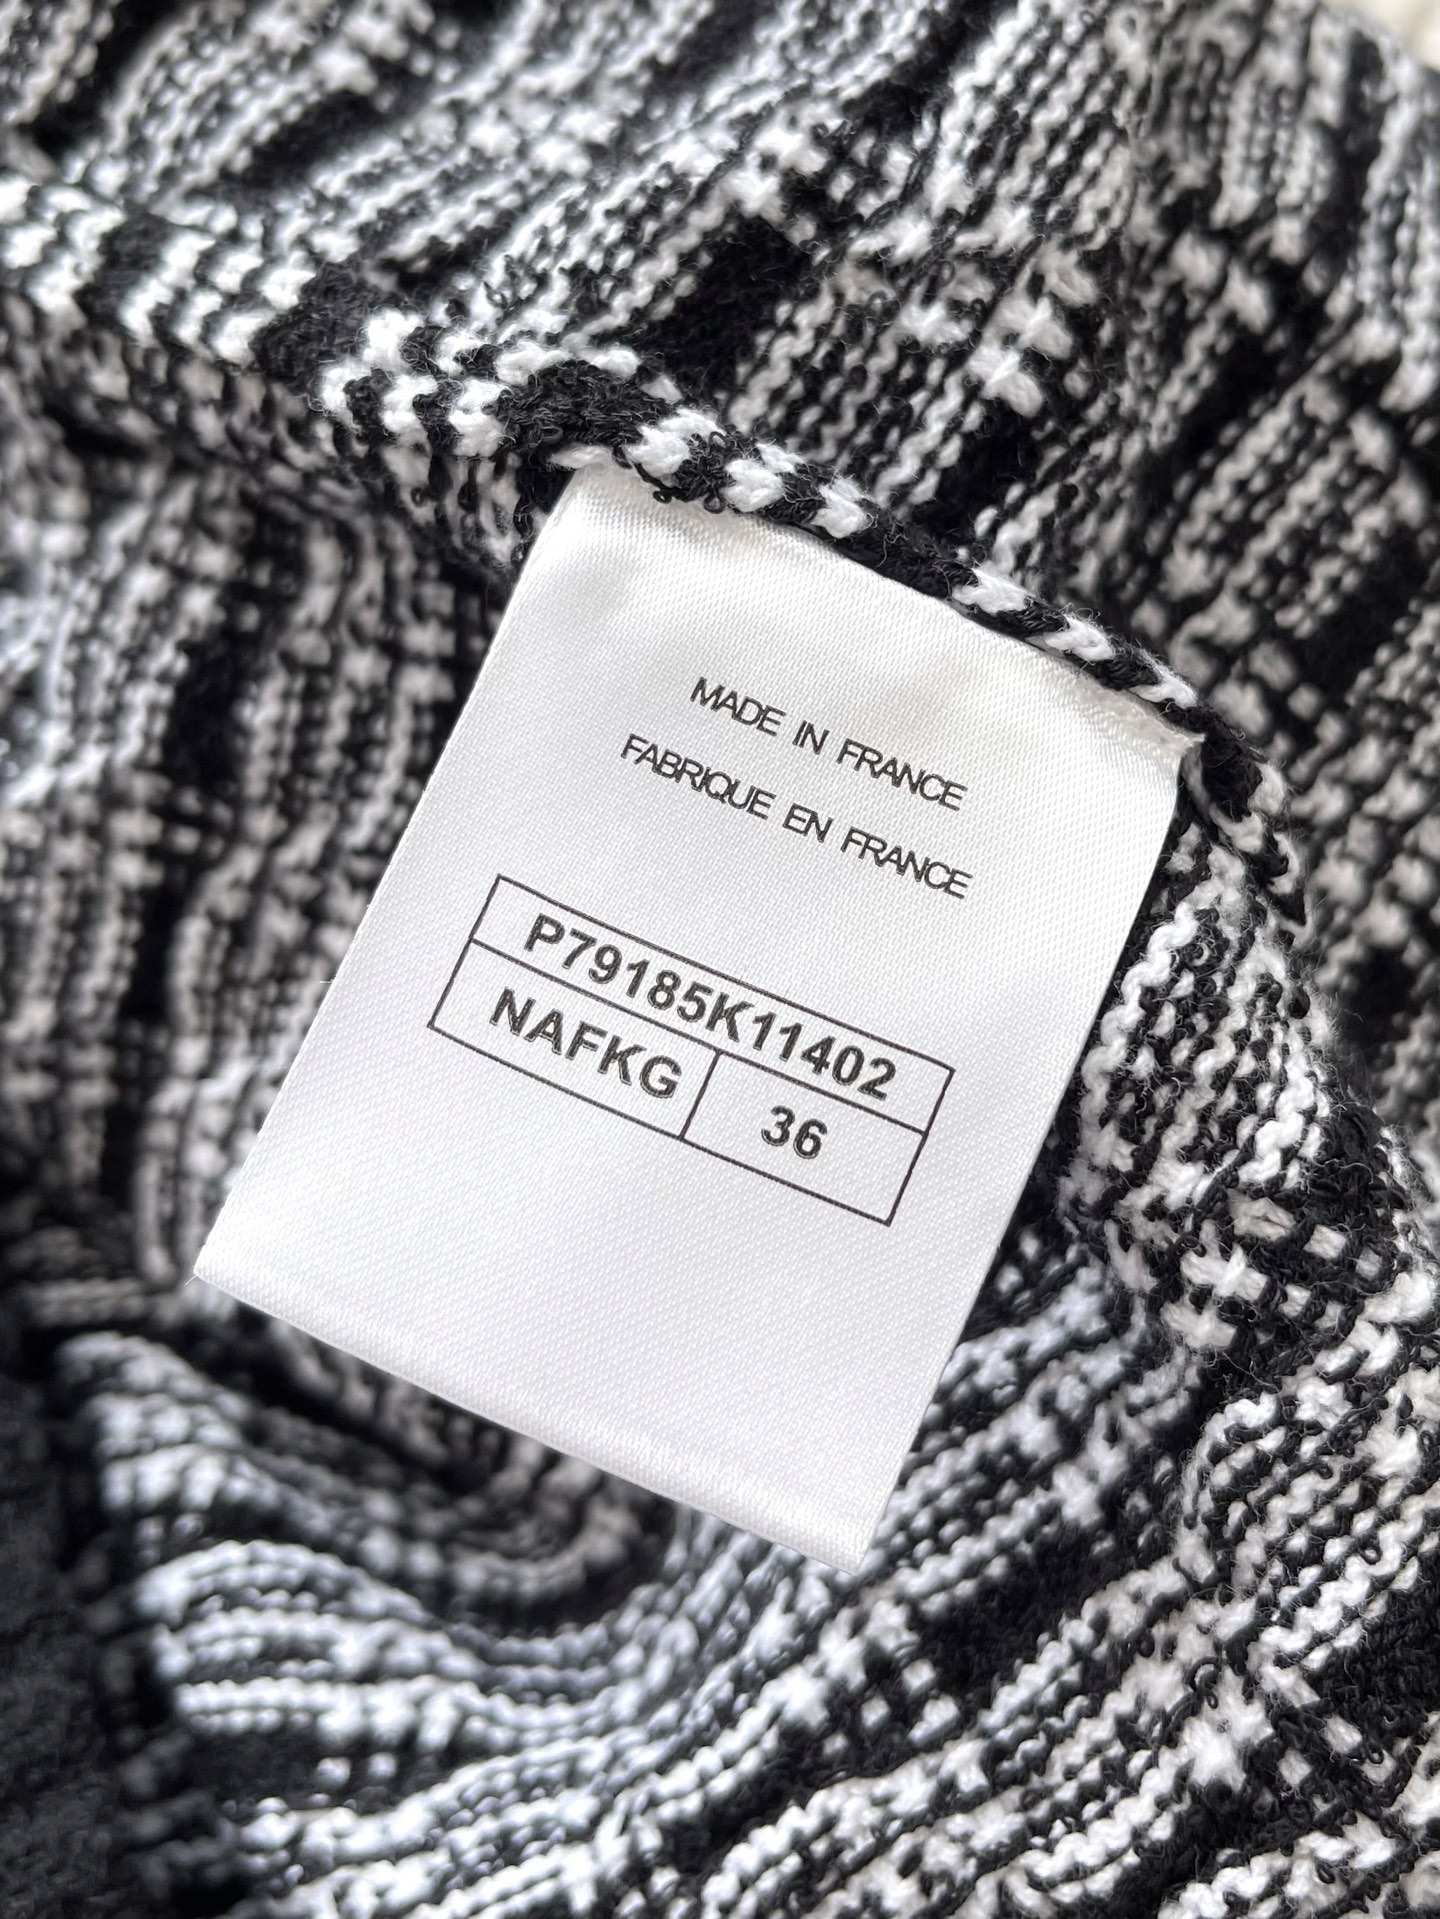 MADE IN FRANCE
FABRIQUE EN FRANCE
P79185K11402
NAFKG 36